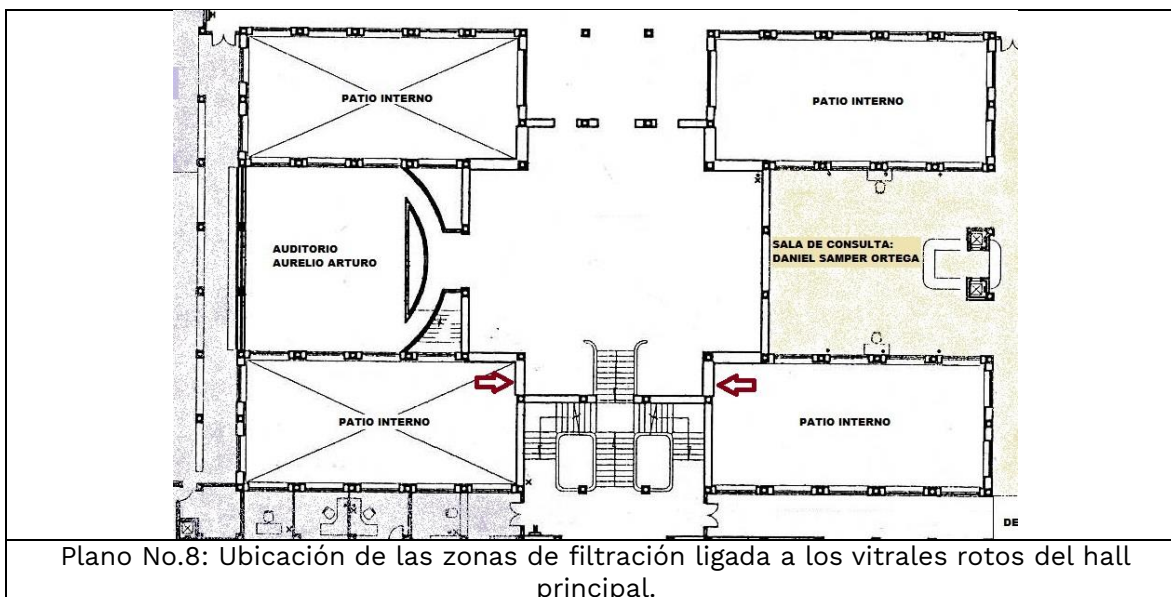 PATIO INTERNO
PATIO INTERNO
AUDITORIO
AURELIO ARTURO
SALA DE CONSULTA:
DANIEL SAMPER ORTEGA
PATIO INTERNO
PATIO INTERNO
DE
Plano No.8: Ubicación de las zonas de filtración ligada a los vitrales rotos del hall
principal.